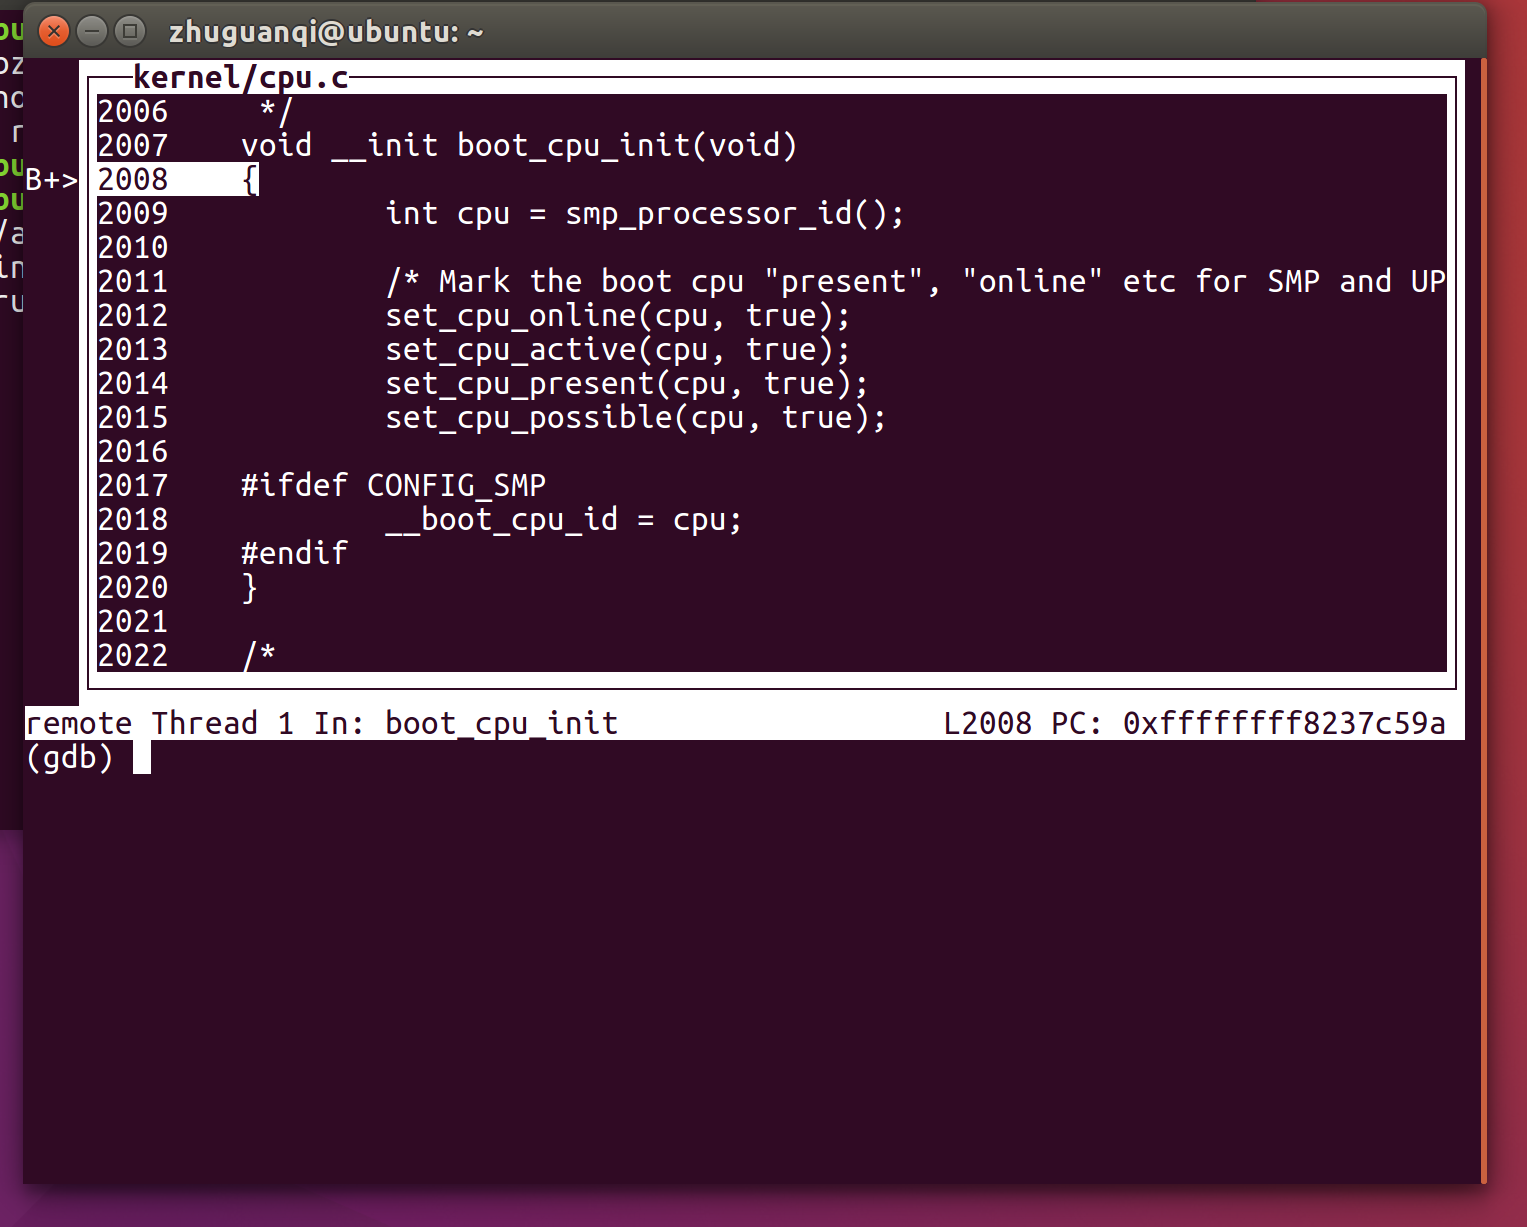 zhuguanqi@ubuntu: ~
kernel/cpu.c
2006     */
2007    void __init boot_cpu_init(void)
B+> 2008    {
2009            int cpu = smp_processor_id();
2010
2011            /* Mark the boot cpu "present", "online" etc for SMP and UP
2012            set_cpu_online(cpu, true);
2013            set_cpu_active(cpu, true);
2014            set_cpu_present(cpu, true);
2015            set_cpu_possible(cpu, true);
2016
2017    #ifdef CONFIG_SMP
2018            __boot_cpu_id = cpu;
2019    #endif
2020    }
2021
2022    /*
remote Thread 1 In: boot_cpu_init                  L2008 PC: 0xffffffff8237c59a
(gdb)